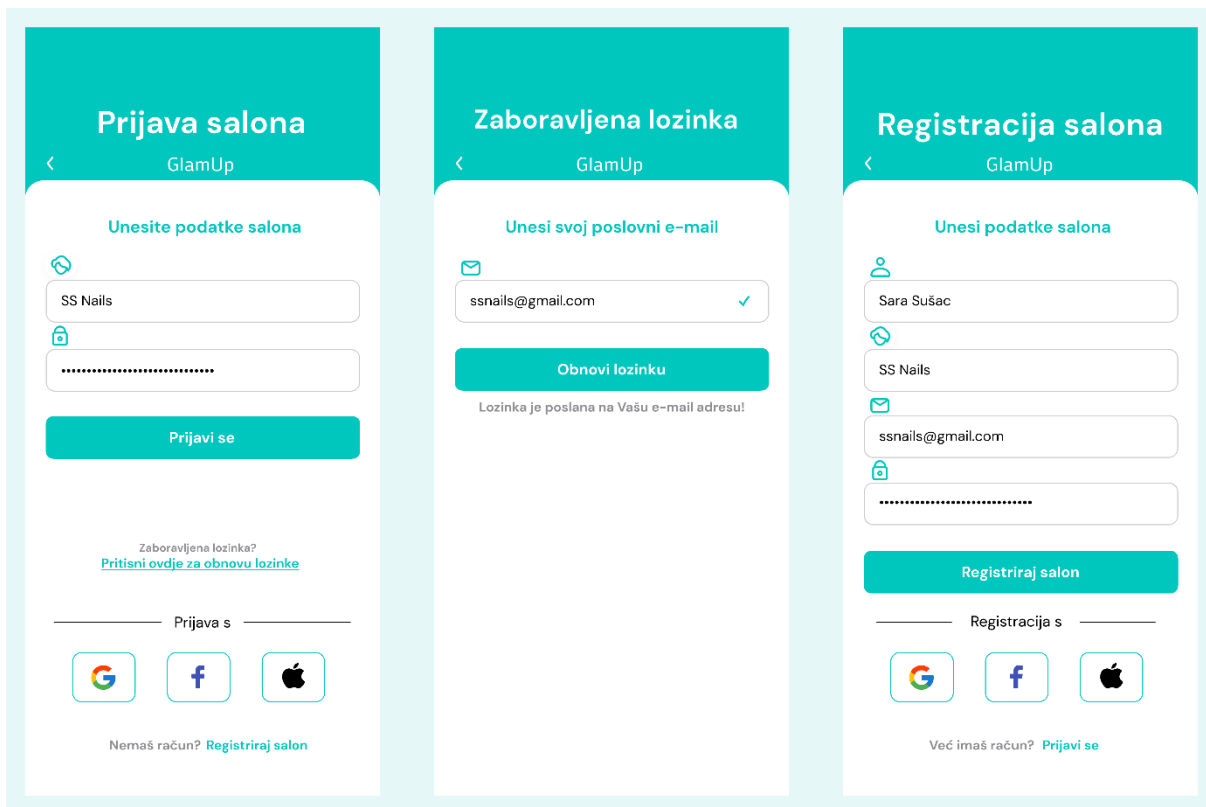 Prijava salona
GlamUp
Unesite podatke salona
SS Nails
Prijavi se
Zaboravljena lozinka?
Pritisni ovdje za obnovu lozinke
Prijava s
Nemaš račun? Registriraj salon
Zaboravljena lozinka
GlamUp
Unesi svoj poslovni e-mail
ssnails@gmail.com
Obnovi lozinku
Lozinka je poslana na Vašu e-mail adresu!
Registracija salona
GlamUp
Unesi podatke salona
Sara Sušac
SS Nails
ssnails@gmail.com
Registriraj salon
Registracija s
Već imaš račun? Prijavi se